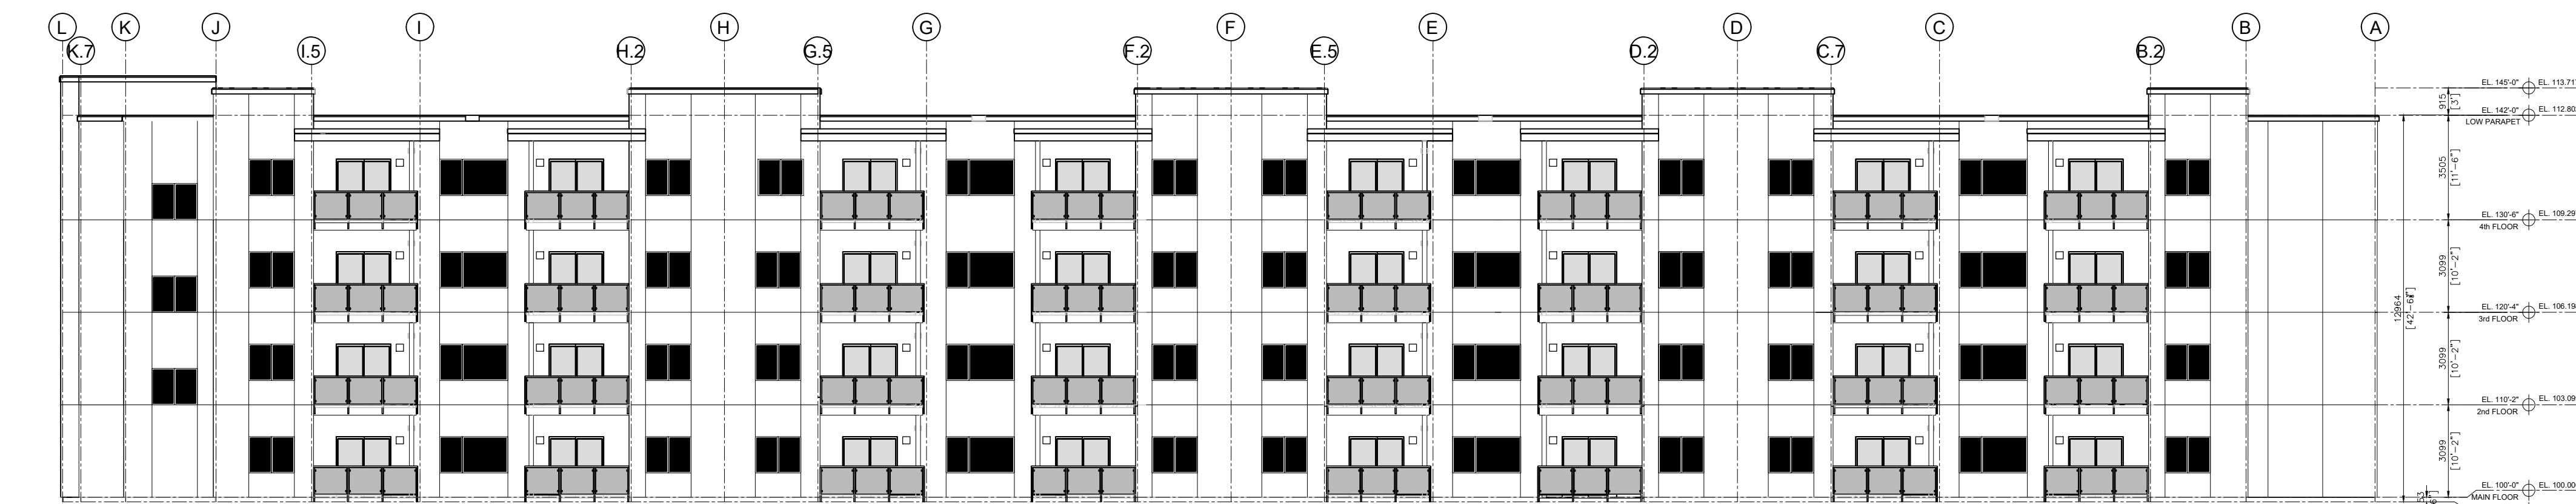 L K J I H G F E D C B A
K.7 I.5 H.2 G.5 F.2 E.5 D.2 C.7 B.2
EL. 145'-0" EL. 113.717
915
[3']
EL. 142'-0" EL. 112.80
LOW PARAPET
3505
[11'-6"]
EL. 130'-6" EL. 109.29
4th FLOOR
3099
[10'-2"]
12964
EL. 120'-4" EL. 106.19
3rd FLOOR
3099
[10'-2"]
EL. 110'-2" EL. 103.09
2nd FLOOR
3099
[10'-2"]
EL. 100'-0" EL. 100.00
MAIN FLOOR